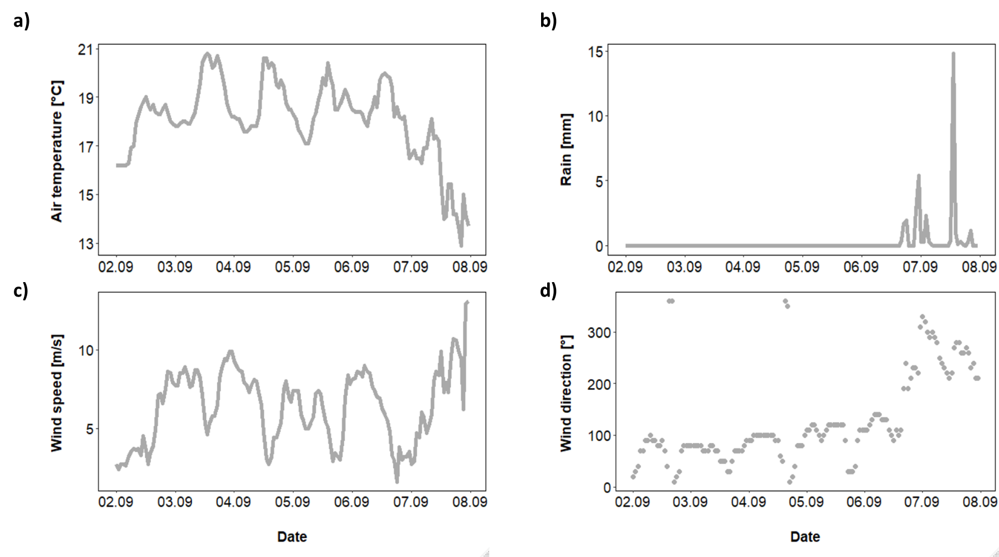 a)
Air temperature [°C]
21
19
17
15
13
02.09 03.09 04.09 05.09 06.09 07.09 08.09
b)
Rain [mm]
15
10
5
0
02.09 03.09 04.09 05.09 06.09 07.09 08.09
c)
Wind speed [m/s]
10
5
02.09 03.09 04.09 05.09 06.09 07.09 08.09
Date
d)
Wind direction [°]
300
200
100
0
02.09 03.09 04.09 05.09 06.09 07.09 08.09
Date